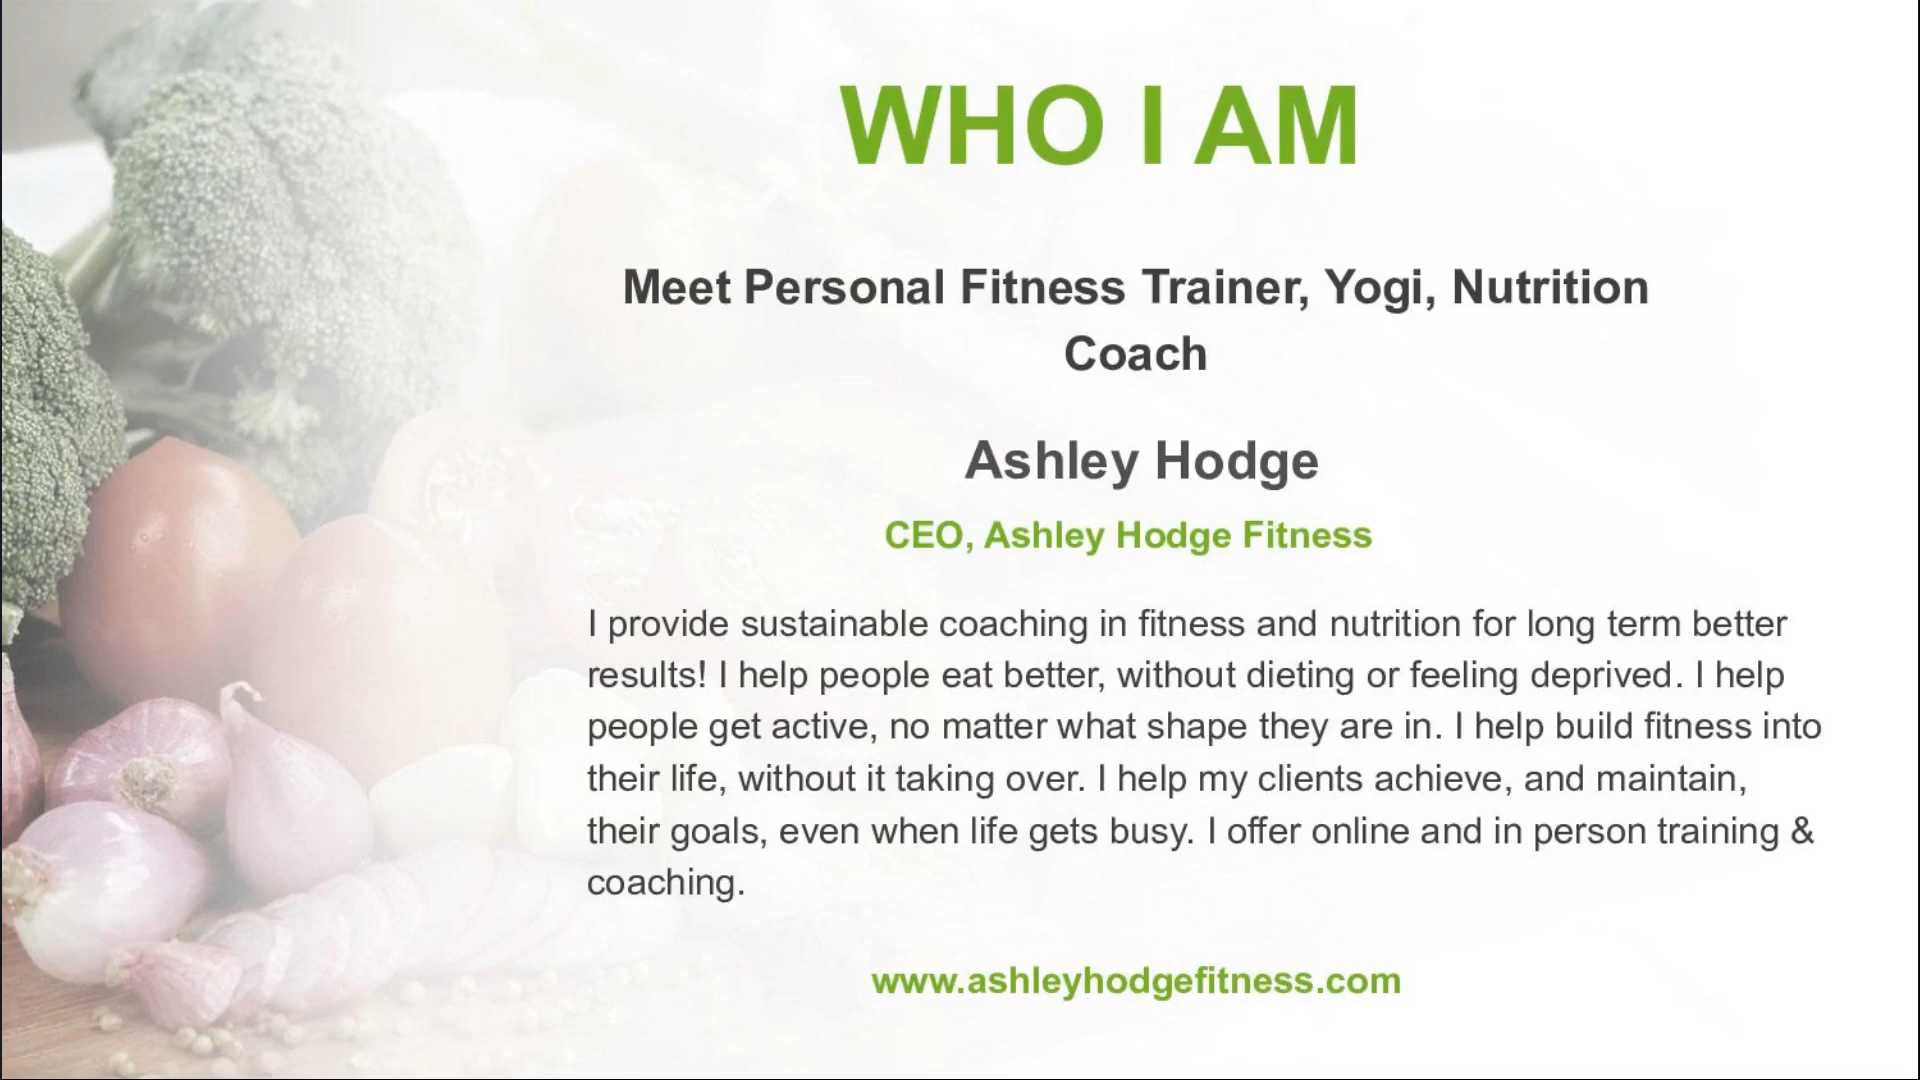 WHO I AM
Meet Personal Fitness Trainer, Yogi, Nutrition
Coach
Ashley Hodge
CEO, Ashley Hodge Fitness
I provide sustainable coaching in fitness and nutrition for long term better
results! I help people eat better, without dieting or feeling deprived. I help
people get active, no matter what shape they are in. I help build fitness into
their life, without it taking over. I help my clients achieve, and maintain,
their goals, even when life gets busy. I offer online and in person training &
coaching.
www.ashleyhodgefitness.com